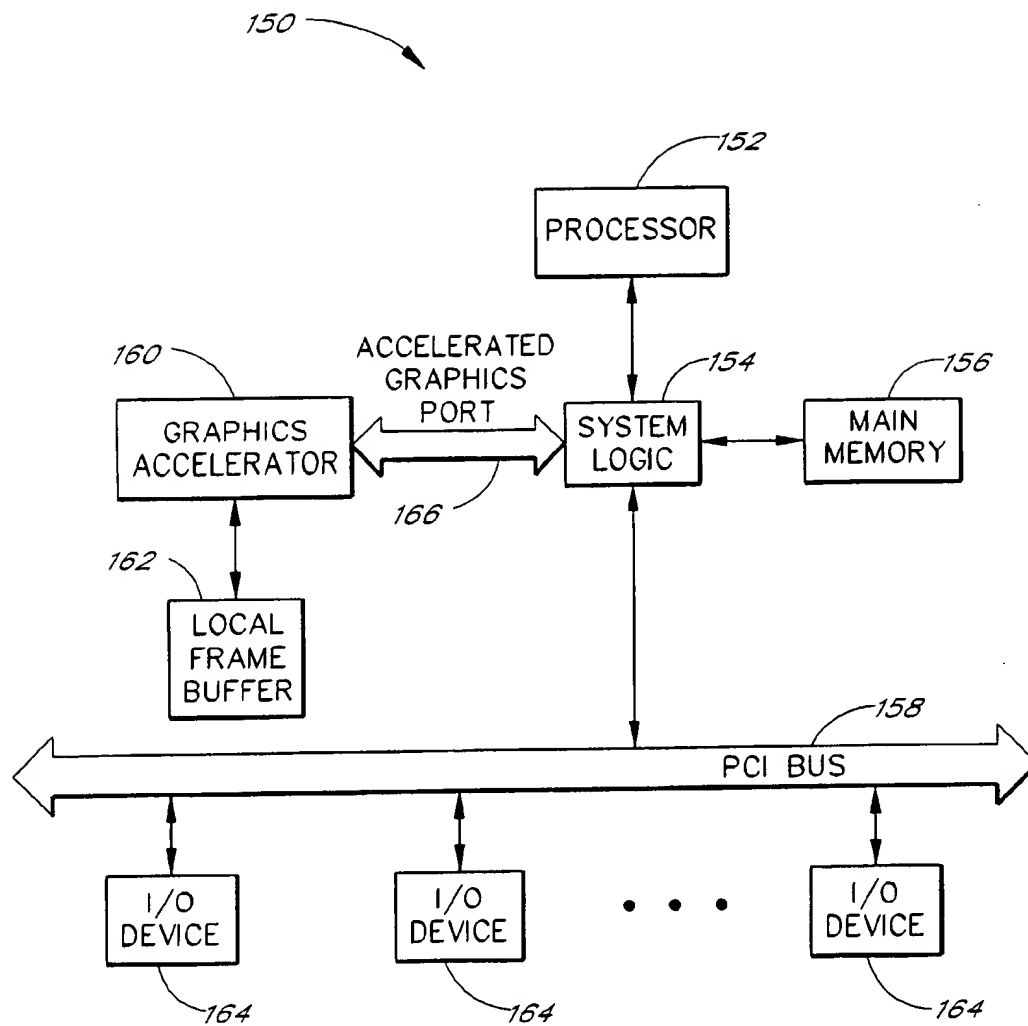 150
152
PROCESSOR
160
ACCELERATED
GRAPHICS
PORT
154
156
GRAPHICS
ACCELERATOR
SYSTEM
LOGIC
MAIN
MEMORY
166
162
LOCAL
FRAME
BUFFER
158
PCI BUS
I/O
DEVICE
I/O
DEVICE
I/O
DEVICE
164
164
164